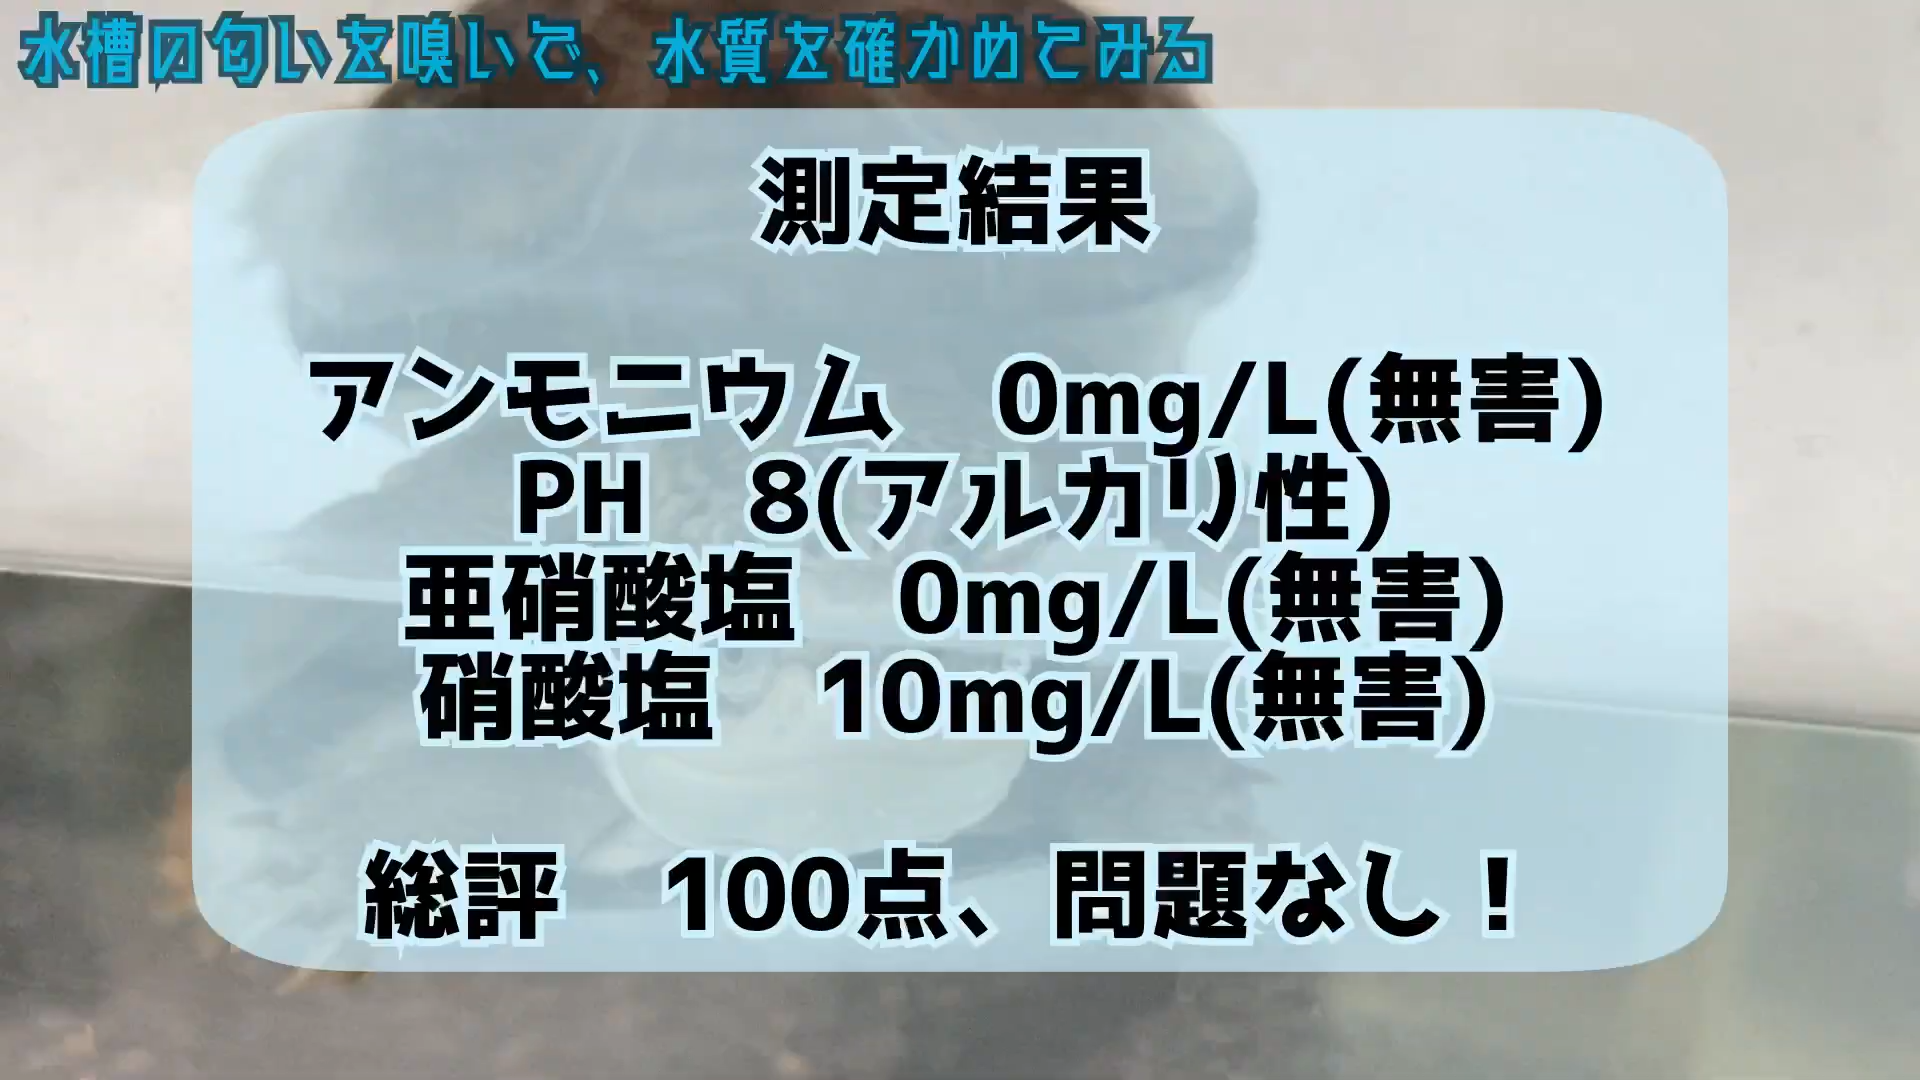 水槽の匂いを嗅いで、水質を確かめてみる
測定結果
アンモニウム　0mg/L(無害)
PH　8(アルカリ性)
亜硝酸塩　0mg/L(無害)
硝酸塩　10mg/L(無害)
総評　100点、問題なし！